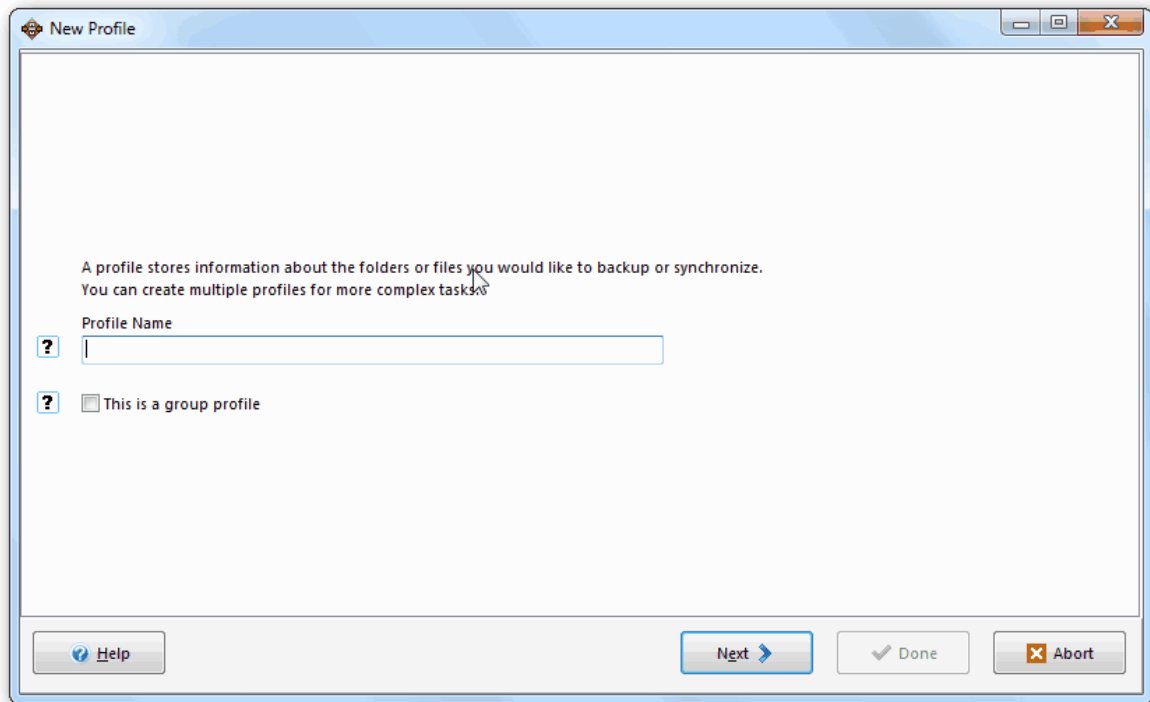 New Profile
A profile stores information about the folders or files you would like to backup or synchronize.
You can create multiple profiles for more complex tasks.
Profile Name
?
? This is a group profile
Help
Next
Done
Abort